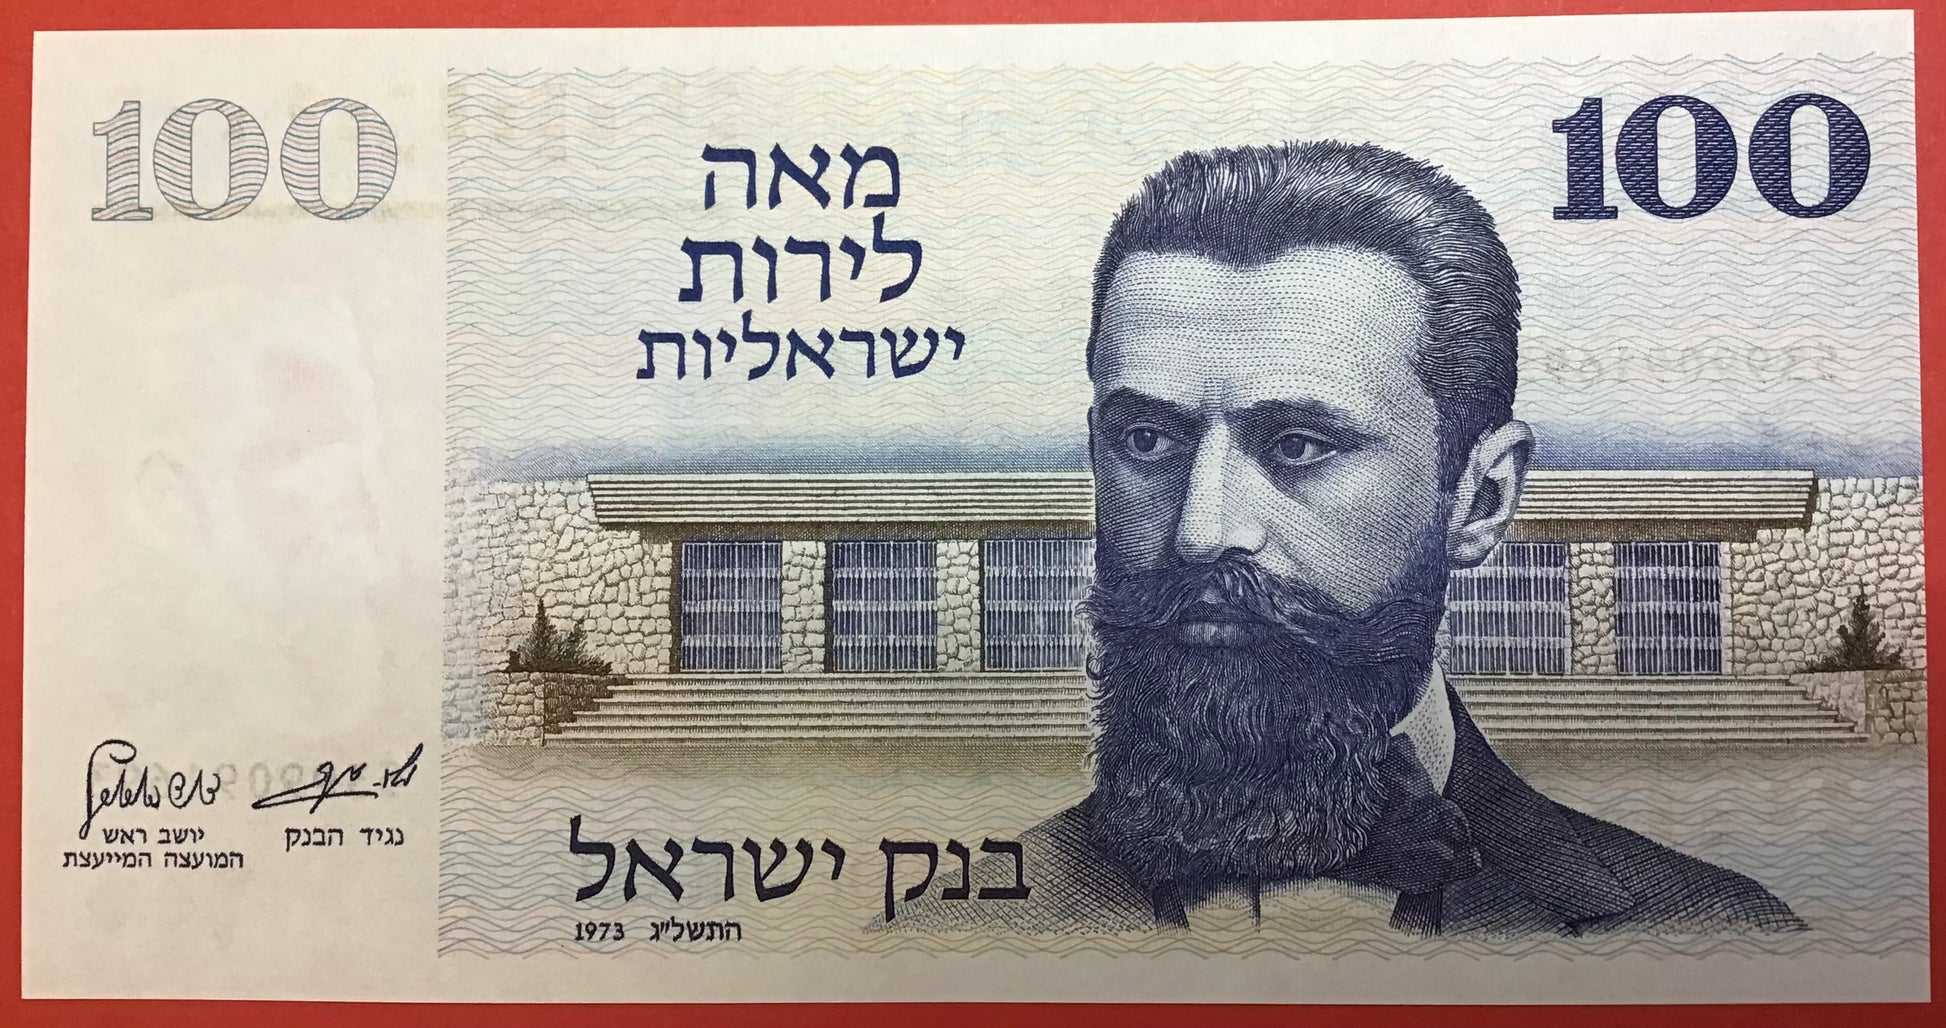 100
100
מאה
לירות
ישראליות
נגיד הבנק
יושב ראש
המועצה המייעצת
בנק ישראל
התשל״ג 1973